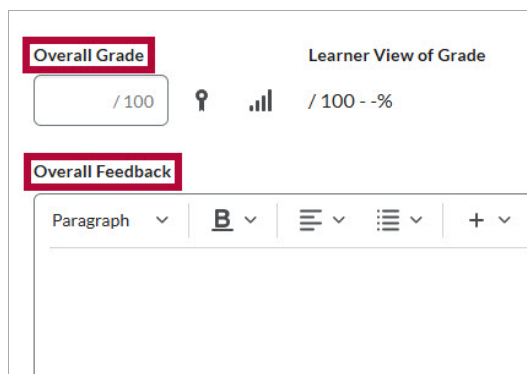 Overall Grade Learner View of Grade
/ 100 / 100 - -%
Overall Feedback
Paragraph B